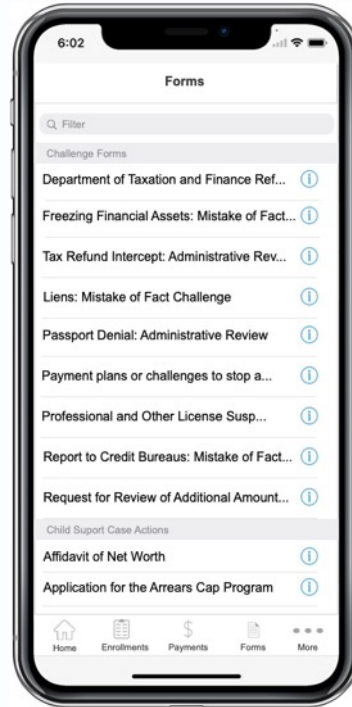 6:02
Forms
Filter
Challenge Forms
Department of Taxation and Finance Ref...
Freezing Financial Assets: Mistake of Fact...
Tax Refund Intercept: Administrative Rev...
Liens: Mistake of Fact Challenge
Passport Denial: Administrative Review
Payment plans or challenges to stop a...
Professional and Other License Susp...
Report to Credit Bureaus: Mistake of Fact...
Request for Review of Additional Amount...
Child Suport Case Actions
Affidavit of Net Worth
Application for the Arrears Cap Program
Home Enrollments Payments Forms More